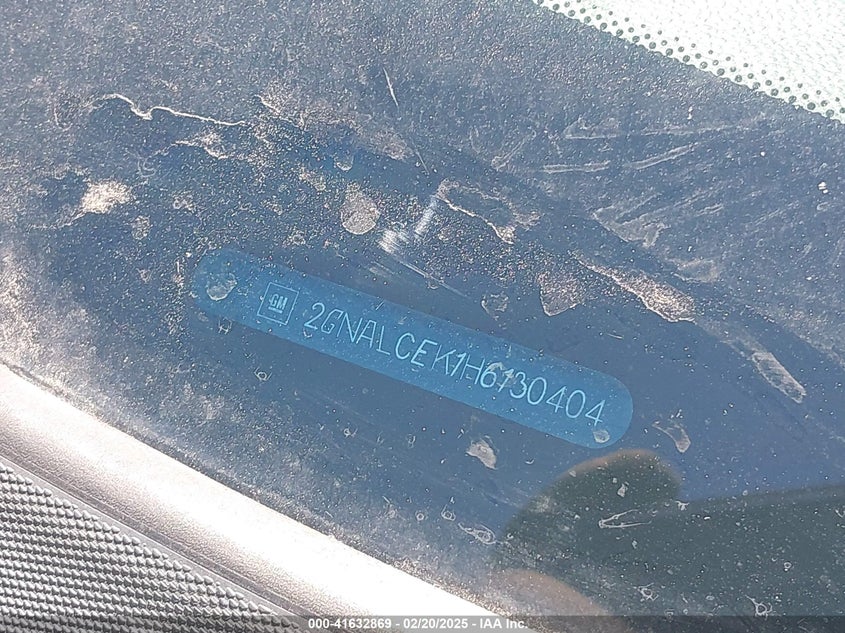 GM
2GNALCEK1H6130404
000-41632869 | 02/20/2025 | IAA Inc.